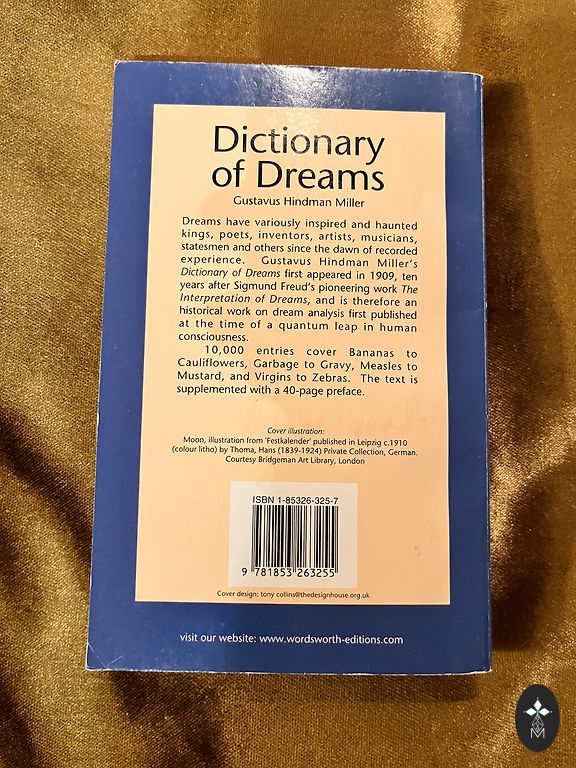 Dictionary
of Dreams
Gustavus Hindman Miller
Dreams have variously inspired and haunted
kings, poets, inventors, artists, musicians,
statesmen and others since the dawn of recorded
experience. Gustavus Hindman Miller's
Dictionary of Dreams first appeared in 1909, ten
years after Sigmund Freud's pioneering work The
Interpretation of Dreams, and is therefore an
historical work on dream analysis first published
at the time of a quantum leap in human
consciousness.
10,000 entries cover Bananas to
Cauliflowers, Garbage to Gravy, Measles to
Mustard, and Virgins to Zebras. The text is
supplemented with a 40-page preface.
Cover illustration:
Moon, illustration from 'Festkalender' published in Leipzig c.1910
(colour litho) by Thoma, Hans (1839-1924) Private Collection, German.
Courtesy Bridgeman Art Library, London
ISBN 1-85326-325-7
9 781853 263255
Cover design: tony collins@thedesignhouse.org.uk
visit our website: www.wordsworth-editions.com
M